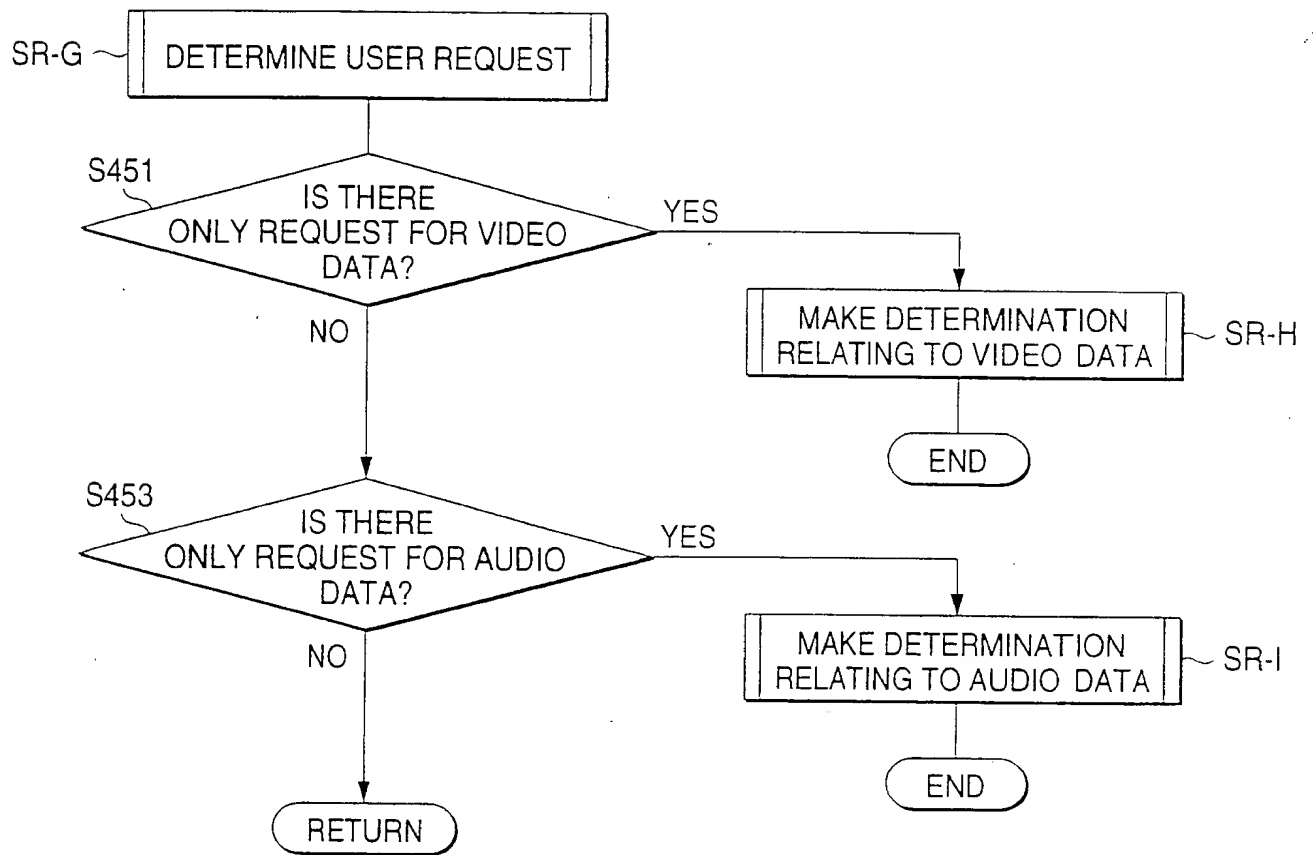 SR-G
DETERMINE USER REQUEST
S451
IS THERE
ONLY REQUEST FOR VIDEO
DATA?
YES
NO
MAKE DETERMINATION
RELATING TO VIDEO DATA
SR-H
END
S453
IS THERE
ONLY REQUEST FOR AUDIO
DATA?
YES
NO
MAKE DETERMINATION
RELATING TO AUDIO DATA
SR-I
END
RETURN